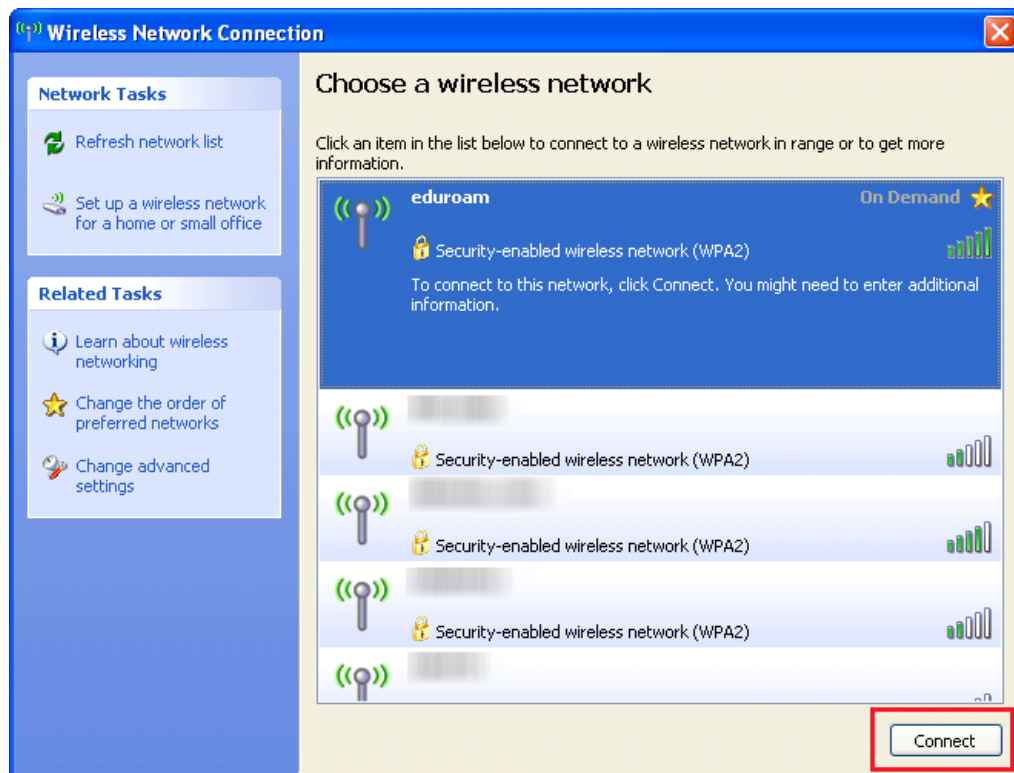 Wireless Network Connection
Network Tasks
Refresh network list
Set up a wireless network
for a home or small office
Related Tasks
Learn about wireless
networking
Change the order of
preferred networks
Change advanced
settings
Choose a wireless network
Click an item in the list below to connect to a wireless network in range or to get more
information.
eduroam
On Demand
Security-enabled wireless network (WPA2)
To connect to this network, click Connect. You might need to enter additional
information.
Security-enabled wireless network (WPA2)
Security-enabled wireless network (WPA2)
Security-enabled wireless network (WPA2)
Connect